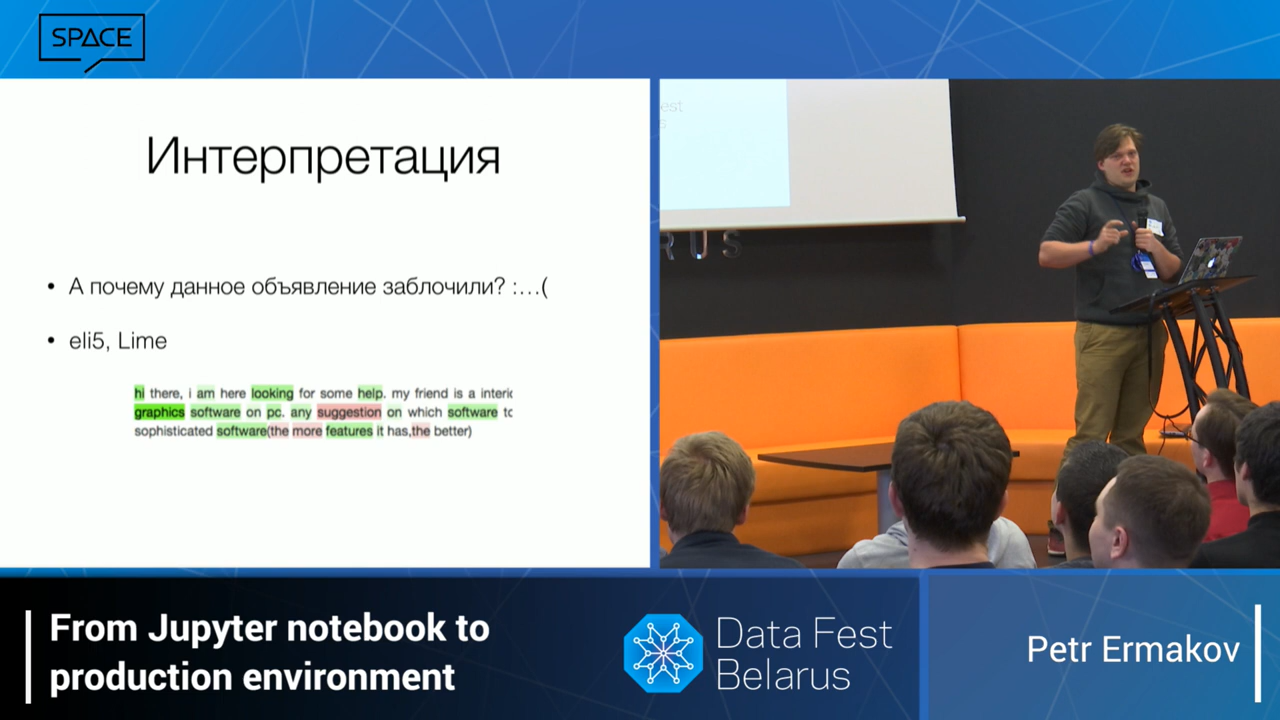 SPACE
Интерпретация
• А почему данное объявление заблочили? :…(
• eli5, Lime
hi there, i am here looking for some help. my friend is a
graphics software on pc. any suggestion on which software
sophisticated software(the more features it has,the better)
est
R U S
From Jupyter notebook to
production environment
Data Fest
Belarus
Petr Ermakov